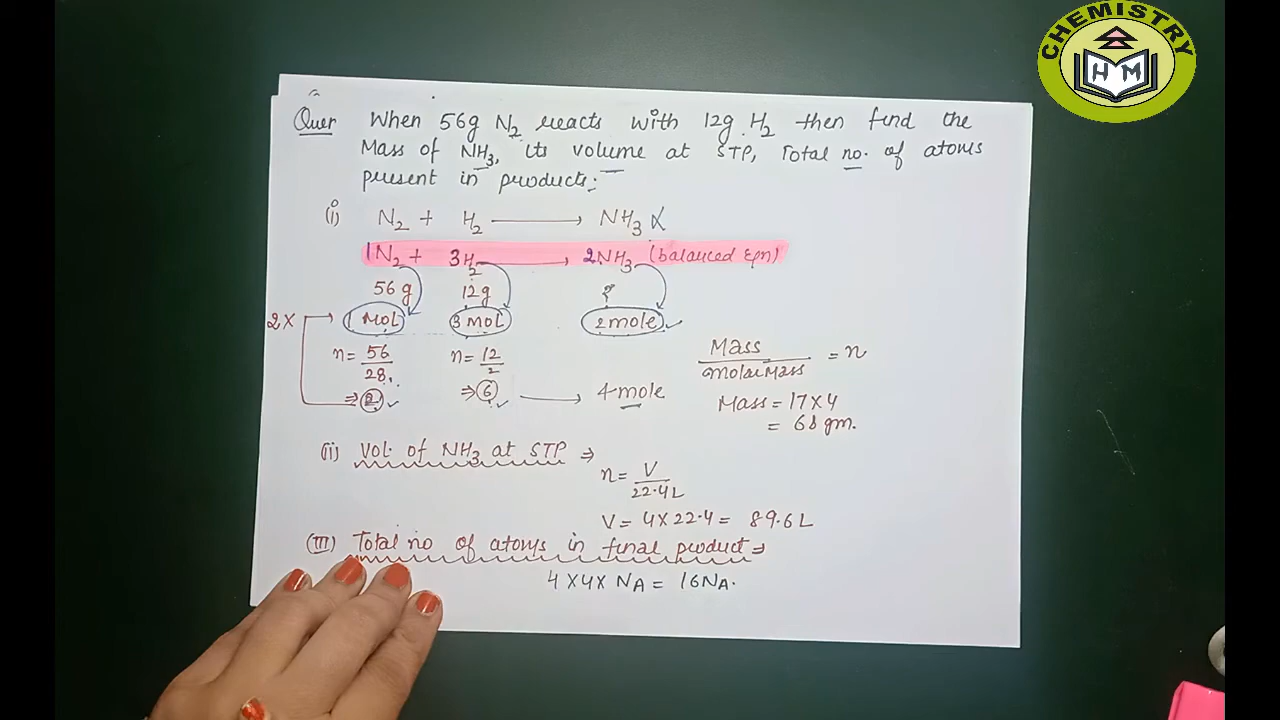 CHEMISTRY
HM
Quer When 56g N2 reacts with 12g H2 then find the
Mass of NH3, its volume at STP, Total no. of atoms
present in products:
(i) N2 + H2 → NH3 X
1N2 + 3H2 → 2NH3 (balanced Eqn)
56g 12g ?
2X → 1 MOL 3 MOL 2 mole ✓
n= 56/28 n= 12/2 Mass/molar Mass = n
⇒ 2 ✓ ⇒ 6 ✓ → 4 mole Mass = 17 X 4
= 68 gm.
(ii) Vol. of NH3 at STP ⇒
n= V/22.4L
V= 4 X 22.4 = 89.6 L
(III) Total no of atoms in final product ⇒
4 X 4 X NA = 16NA.